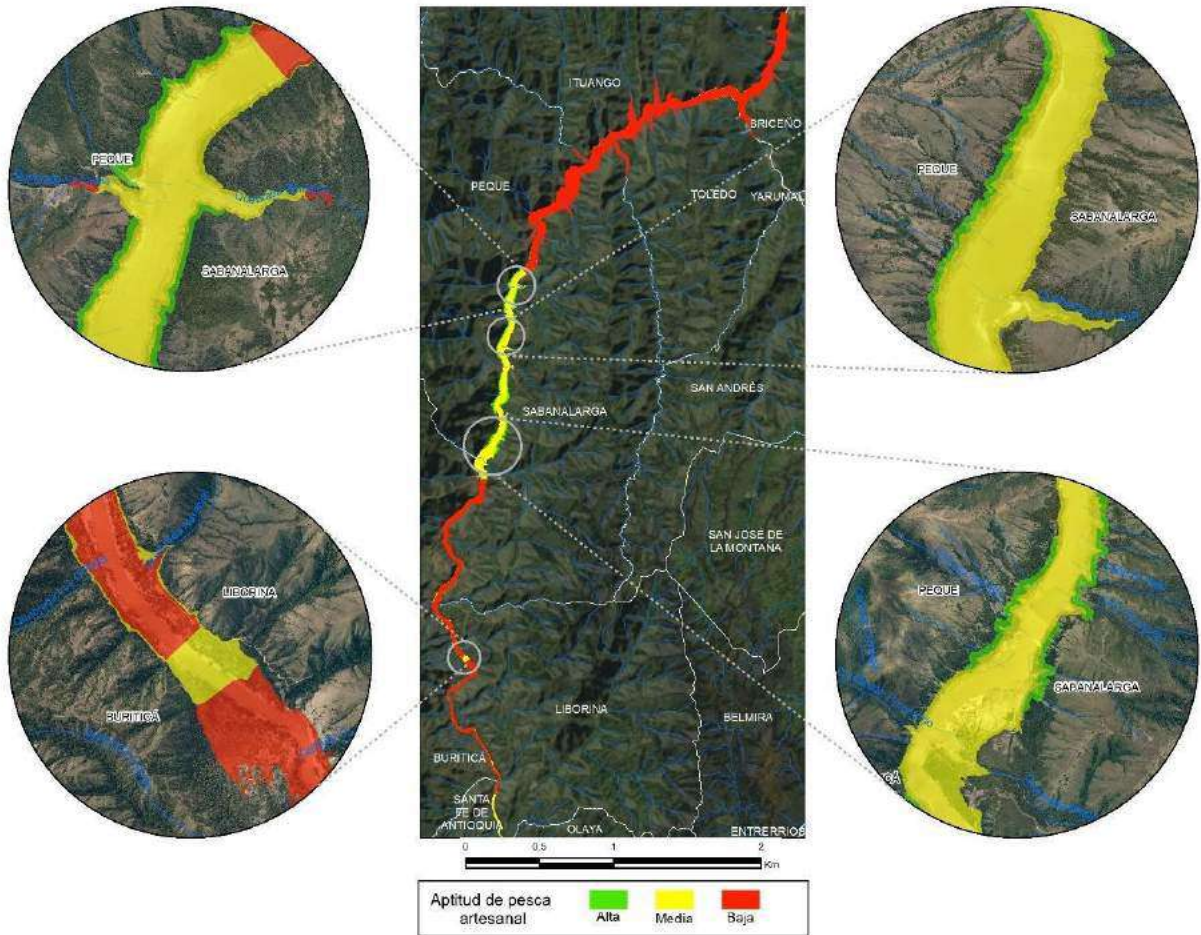 PEQUE
SABANALARGA
ITUANGO
BRICEÑO
PEQUE
TOLEDO
YARUMAL
SAN ANDRÉS
SABANALARGA
SAN JOSE DE
LA MONTANA
LIBORINA
BELMIRA
BURITICA
SANTA
FE DE
ANTIOQUIA
OLAYA
ENTRERRIOS
PEQUE
SABANALARGA
LIBORINA
BURITICÁ
PEQUE
SABANALARGA
CÁ
0 0.5 1 2
Km
Aptitud de pesca
artesanal
Alta Media Baja